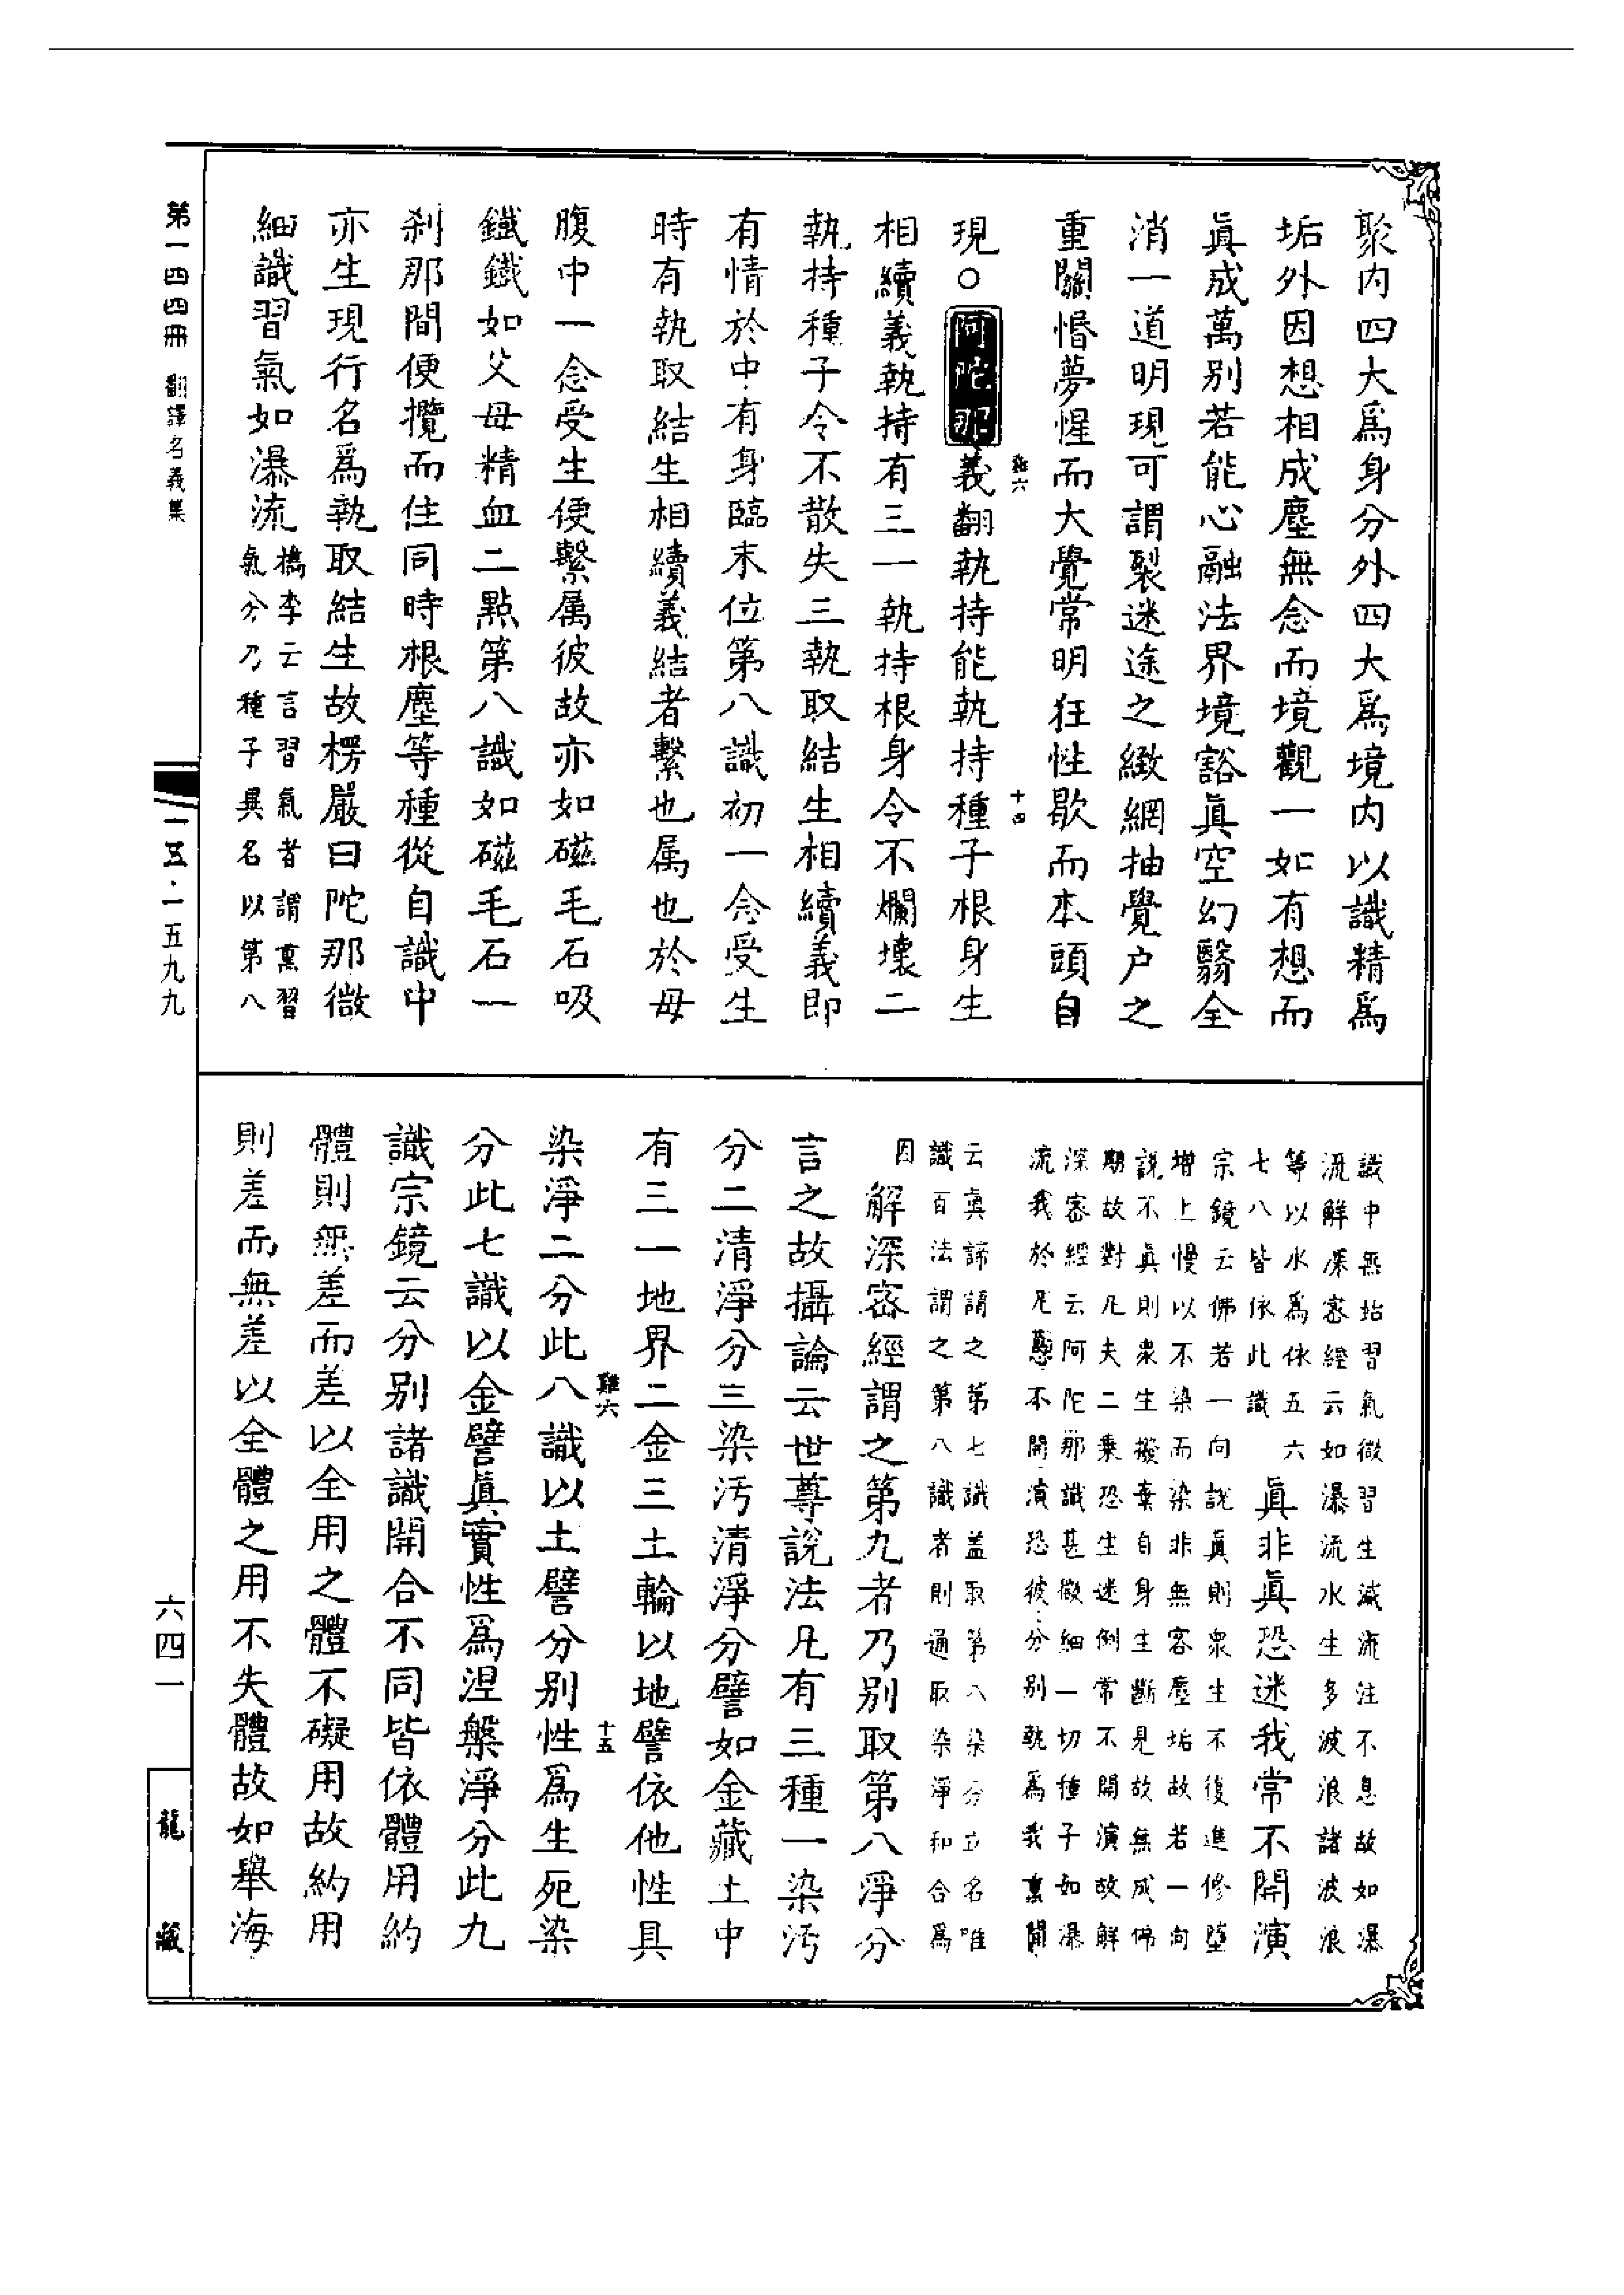 聚内四大爲身分外四大爲境内以識精爲
垢外因想相成塵無念而境觀一如有想而
眞成萬别若能心融法界境豁眞空幻翳全
消一道明現可謂裂迷途之緻網抽覺户之
重關惛夢惺而大覺常明狂性歇而本頭自
雞六 十四
現○阿陀那義翻執持能執持種子根身生
相續義執持有三一執持根身令不爛壞二
執持種子令不散失三執取結生相續義即
有情於中有身臨末位第八識初一念受生
時有執取結生相續義結者繫也属也於母
腹中一念受生便繫属彼故亦如磁毛石吸
鐵鐵如父母精血二點第八識如磁毛石一
刹那間便攬而住同時根塵等種從自識中
亦生現行名爲執取結生故楞嚴曰陀那微
細識習氣如瀑流
檇李云言習氣者謂熏習
氣分乃種子異名以第八
第一四四冊 翻譯名義集
一五·一五九九
識中無始習氣微習生滅流注不息故如瀑
流解深密經云如瀑流水生多波浪諸波浪
等以水爲依五六
七八皆依此識
眞非眞恐迷我常不開演
宗鏡云佛若一向說眞則衆生不復進修墮
增上慢以不染而染非無客塵垢故若一向
說不眞則衆生撥棄自身生斷見故無成佛
期故對凡夫二乗恐生迷倒常不開演故解
深密經云阿陀那識甚微細一切種子如瀑
流我於凡愚不開演恐彼分别執爲我熏聞
云眞諦謂之第七識盖取第八染分立名唯
識百法謂之第八識者則通取染淨和合爲
因
解深密經謂之第九者乃别取第八淨分
言之故攝論云世尊說法凡有三種一染汚
分二清淨分三染汚清淨分譬如金藏土中
有三一地界二金三土輪以地譬依他性具
雞六 十五
染淨二分此八識以土譬分别性爲生死染
分此七識以金譬眞實性爲涅槃淨分此九
識宗鏡云分别諸識開合不同皆依體用約
體則無差而差以全用之體不礙用故約用
則差而無差以全體之用不失體故如舉海
六四一
龍藏